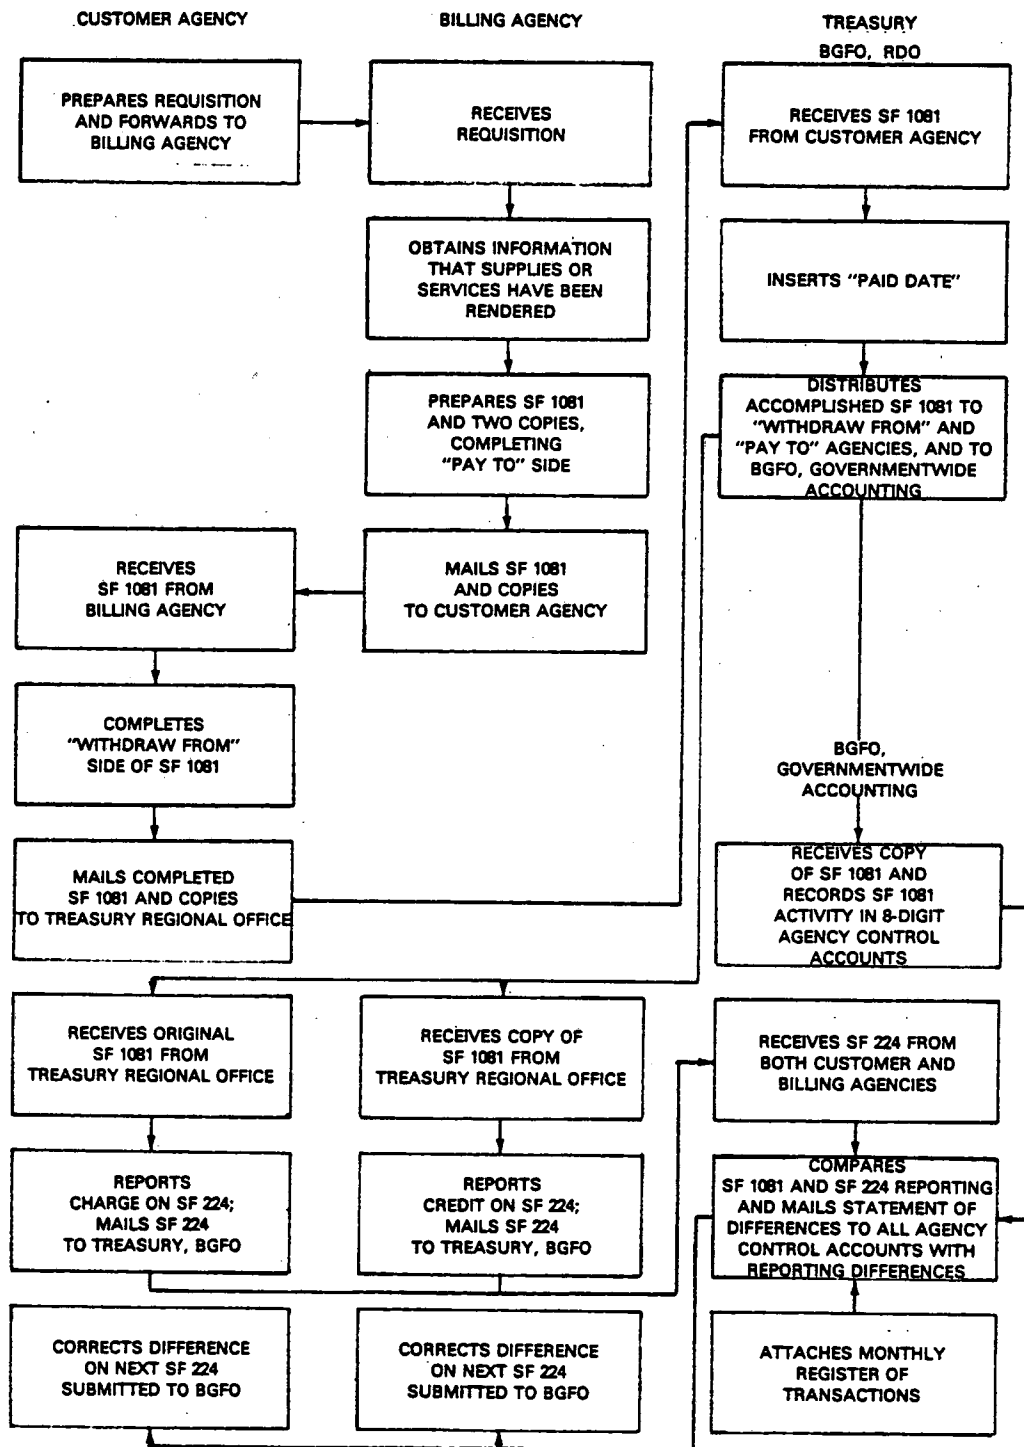 CUSTOMER AGENCY
BILLING AGENCY
TREASURY
BGFO, RDO
PREPARES REQUISITION
AND FORWARDS TO
BILLING AGENCY
RECEIVES
REQUISITION
RECEIVES SF 1081
FROM CUSTOMER AGENCY
OBTAINS INFORMATION
THAT SUPPLIES OR
SERVICES HAVE BEEN
RENDERED
INSERTS "PAID DATE"
PREPARES SF 1081
AND TWO COPIES,
COMPLETING
"PAY TO" SIDE
DISTRIBUTES
ACCOMPLISHED SF 1081 TO
"WITHDRAW FROM" AND
"PAY TO" AGENCIES, AND TO
BGFO, GOVERNMENTWIDE
ACCOUNTING
RECEIVES
SF 1081 FROM
BILLING AGENCY
MAILS SF 1081
AND COPIES
TO CUSTOMER AGENCY
COMPLETES
"WITHDRAW FROM"
SIDE OF SF 1081
BGFO,
GOVERNMENTWIDE
ACCOUNTING
MAILS COMPLETED
SF 1081 AND COPIES
TO TREASURY REGIONAL OFFICE
RECEIVES COPY
OF SF 1081 AND
RECORDS SF 1081
ACTIVITY IN 8-DIGIT
AGENCY CONTROL
ACCOUNTS
RECEIVES ORIGINAL
SF 1081 FROM
TREASURY REGIONAL OFFICE
RECEIVES COPY OF
SF 1081 FROM
TREASURY REGIONAL OFFICE
RECEIVES SF 224 FROM
BOTH CUSTOMER AND
BILLING AGENCIES
REPORTS
CHARGE ON SF 224;
MAILS SF 224
TO TREASURY, BGFO
REPORTS
CREDIT ON SF 224;
MAILS SF 224
TO TREASURY, BGFO
COMPARES
SF 1081 AND SF 224 REPORTING
AND MAILS STATEMENT OF
DIFFERENCES TO ALL AGENCY
CONTROL ACCOUNTS WITH
REPORTING DIFFERENCES
CORRECTS DIFFERENCE
ON NEXT SF 224
SUBMITTED TO BGFO
CORRECTS DIFFERENCE
ON NEXT SF 224
SUBMITTED TO BGFO
ATTACHES MONTHLY
REGISTER OF
TRANSACTIONS